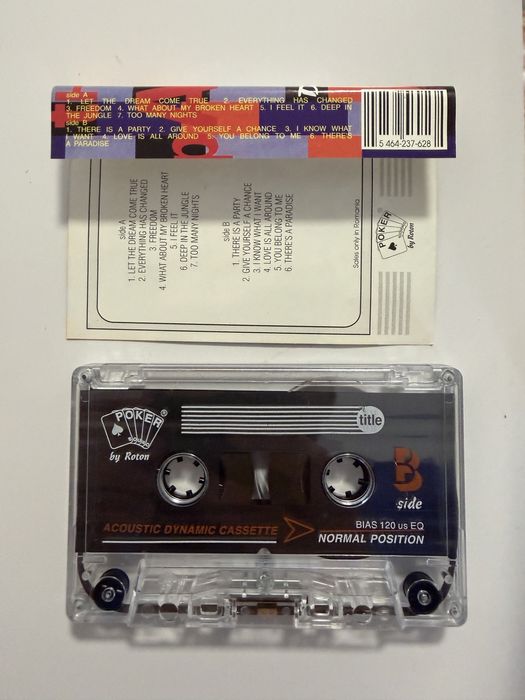 side A
1. LET THE DREAM COME TRUE 2. EVERYTHING HAS CHANGED
3. FREEDOM 4. WHAT ABOUT MY BROKEN HEART 5. I FEEL IT 6. DEEP IN
THE JUNGLE 7. TOO MANY NIGHTS
side B
1. THERE IS A PARTY 2. GIVE YOURSELF A CHANCE 3. I KNOW WHAT
I WANT 4. LOVE IS ALL AROUND 5. YOU BELONG TO ME 6. THERE'S
A PARADISE
5 464-237-628
side A
1. LET THE DREAM COME TRUE
2. EVERYTHING HAS CHANGED
3. FREEDOM
4. WHAT ABOUT MY BROKEN HEART
5. I FEEL IT
6. DEEP IN THE JUNGLE
7. TOO MANY NIGHTS
side B
1. THERE IS A PARTY
2. GIVE YOURSELF A CHANCE
3. I KNOW WHAT I WANT
4. LOVE IS ALL AROUND
5. YOU BELONG TO ME
6. THERE'S A PARADISE
Sales only in Romania
POKER
by Roton
POKER®
by Roton
title
B
side
ACOUSTIC DYNAMIC CASSETTE
BIAS 120 us EQ
NORMAL POSITION